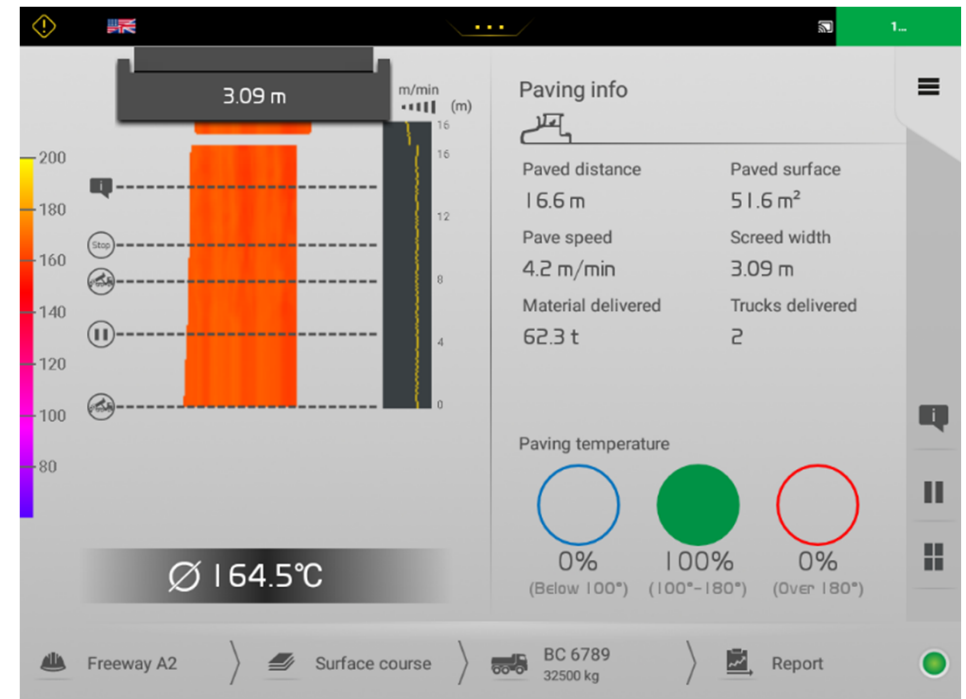 1...
3.09 m
m/min
(m)
16
16
12
8
4
0
200
180
160
140
120
100
80
Stop
164.5°C
Paving info
Paved distance
Paved surface
16.6 m
51.6 m²
Pave speed
Screed width
4.2 m/min
3.09 m
Material delivered
Trucks delivered
62.3 t
2
Paving temperature
0%
100%
0%
(Below 100°)
(100°-180°)
(Over 180°)
Freeway A2
Surface course
BC 6789
32500 kg
Report